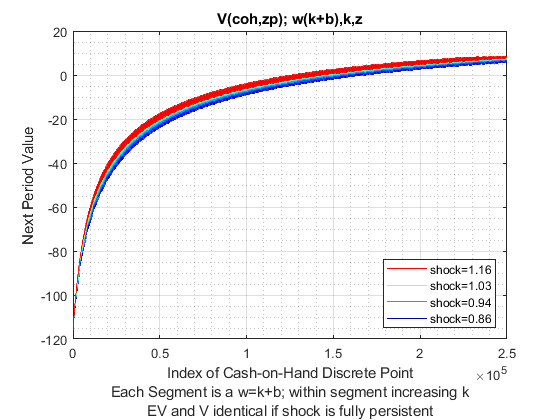 V(coh,zp); w(k+b),k,z
20
0
-20
-40
-60
-80
-100
-120
Next Period Value
shock=1.16
shock=1.03
shock=0.94
shock=0.86
0 0.5 1 1.5 2 2.5
×10^5
Index of Cash-on-Hand Discrete Point
Each Segment is a w=k+b; within segment increasing k
EV and V identical if shock is fully persistent